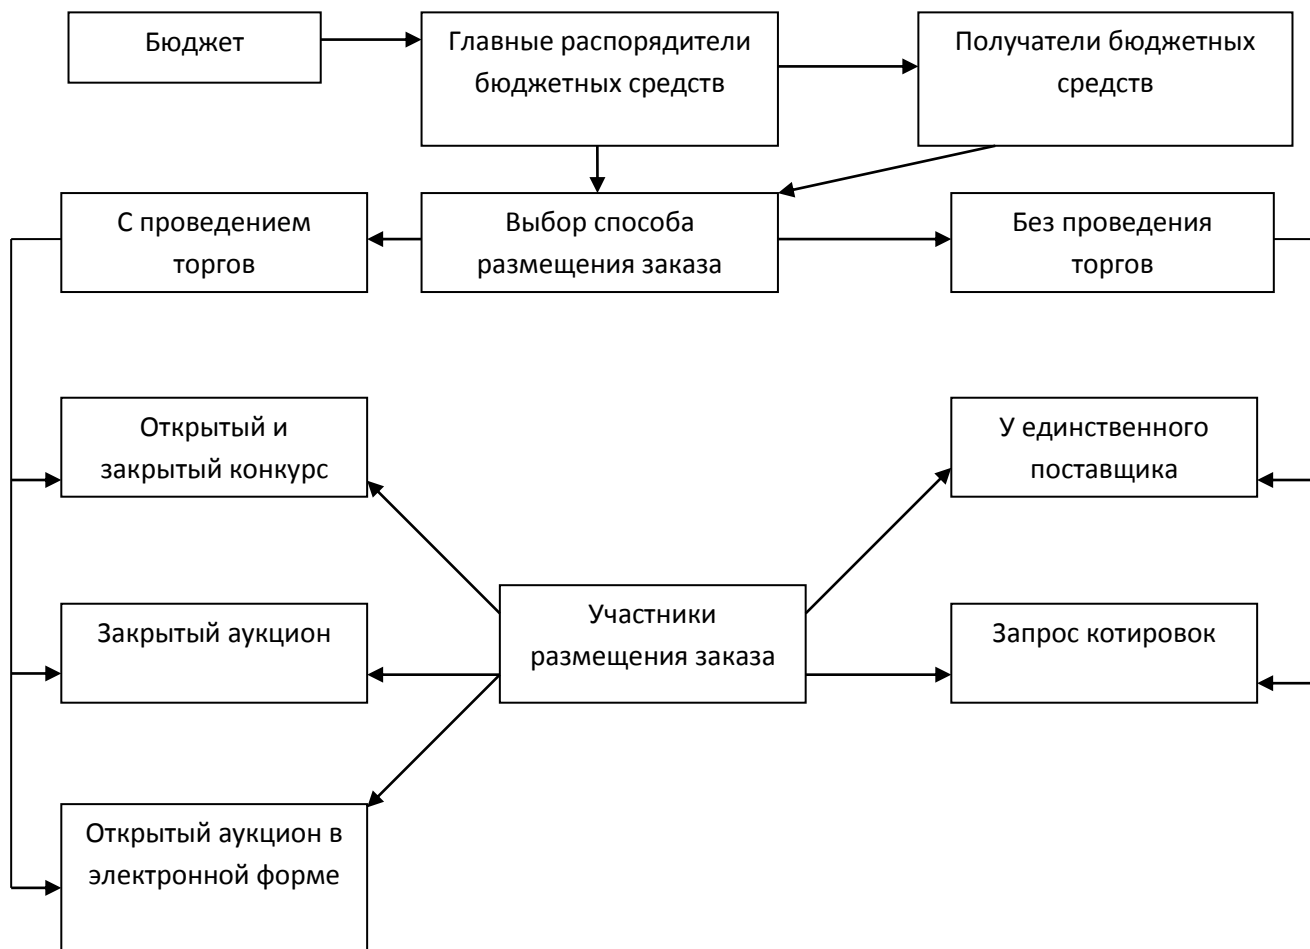 Бюджет
Главные распорядители
бюджетных средств
Получатели бюджетных
средств
С проведением
торгов
Выбор способа
размещения заказа
Без проведения
торгов
Открытый и
закрытый конкурс
У единственного
поставщика
Закрытый аукцион
Участники
размещения заказа
Запрос котировок
Открытый аукцион в
электронной форме